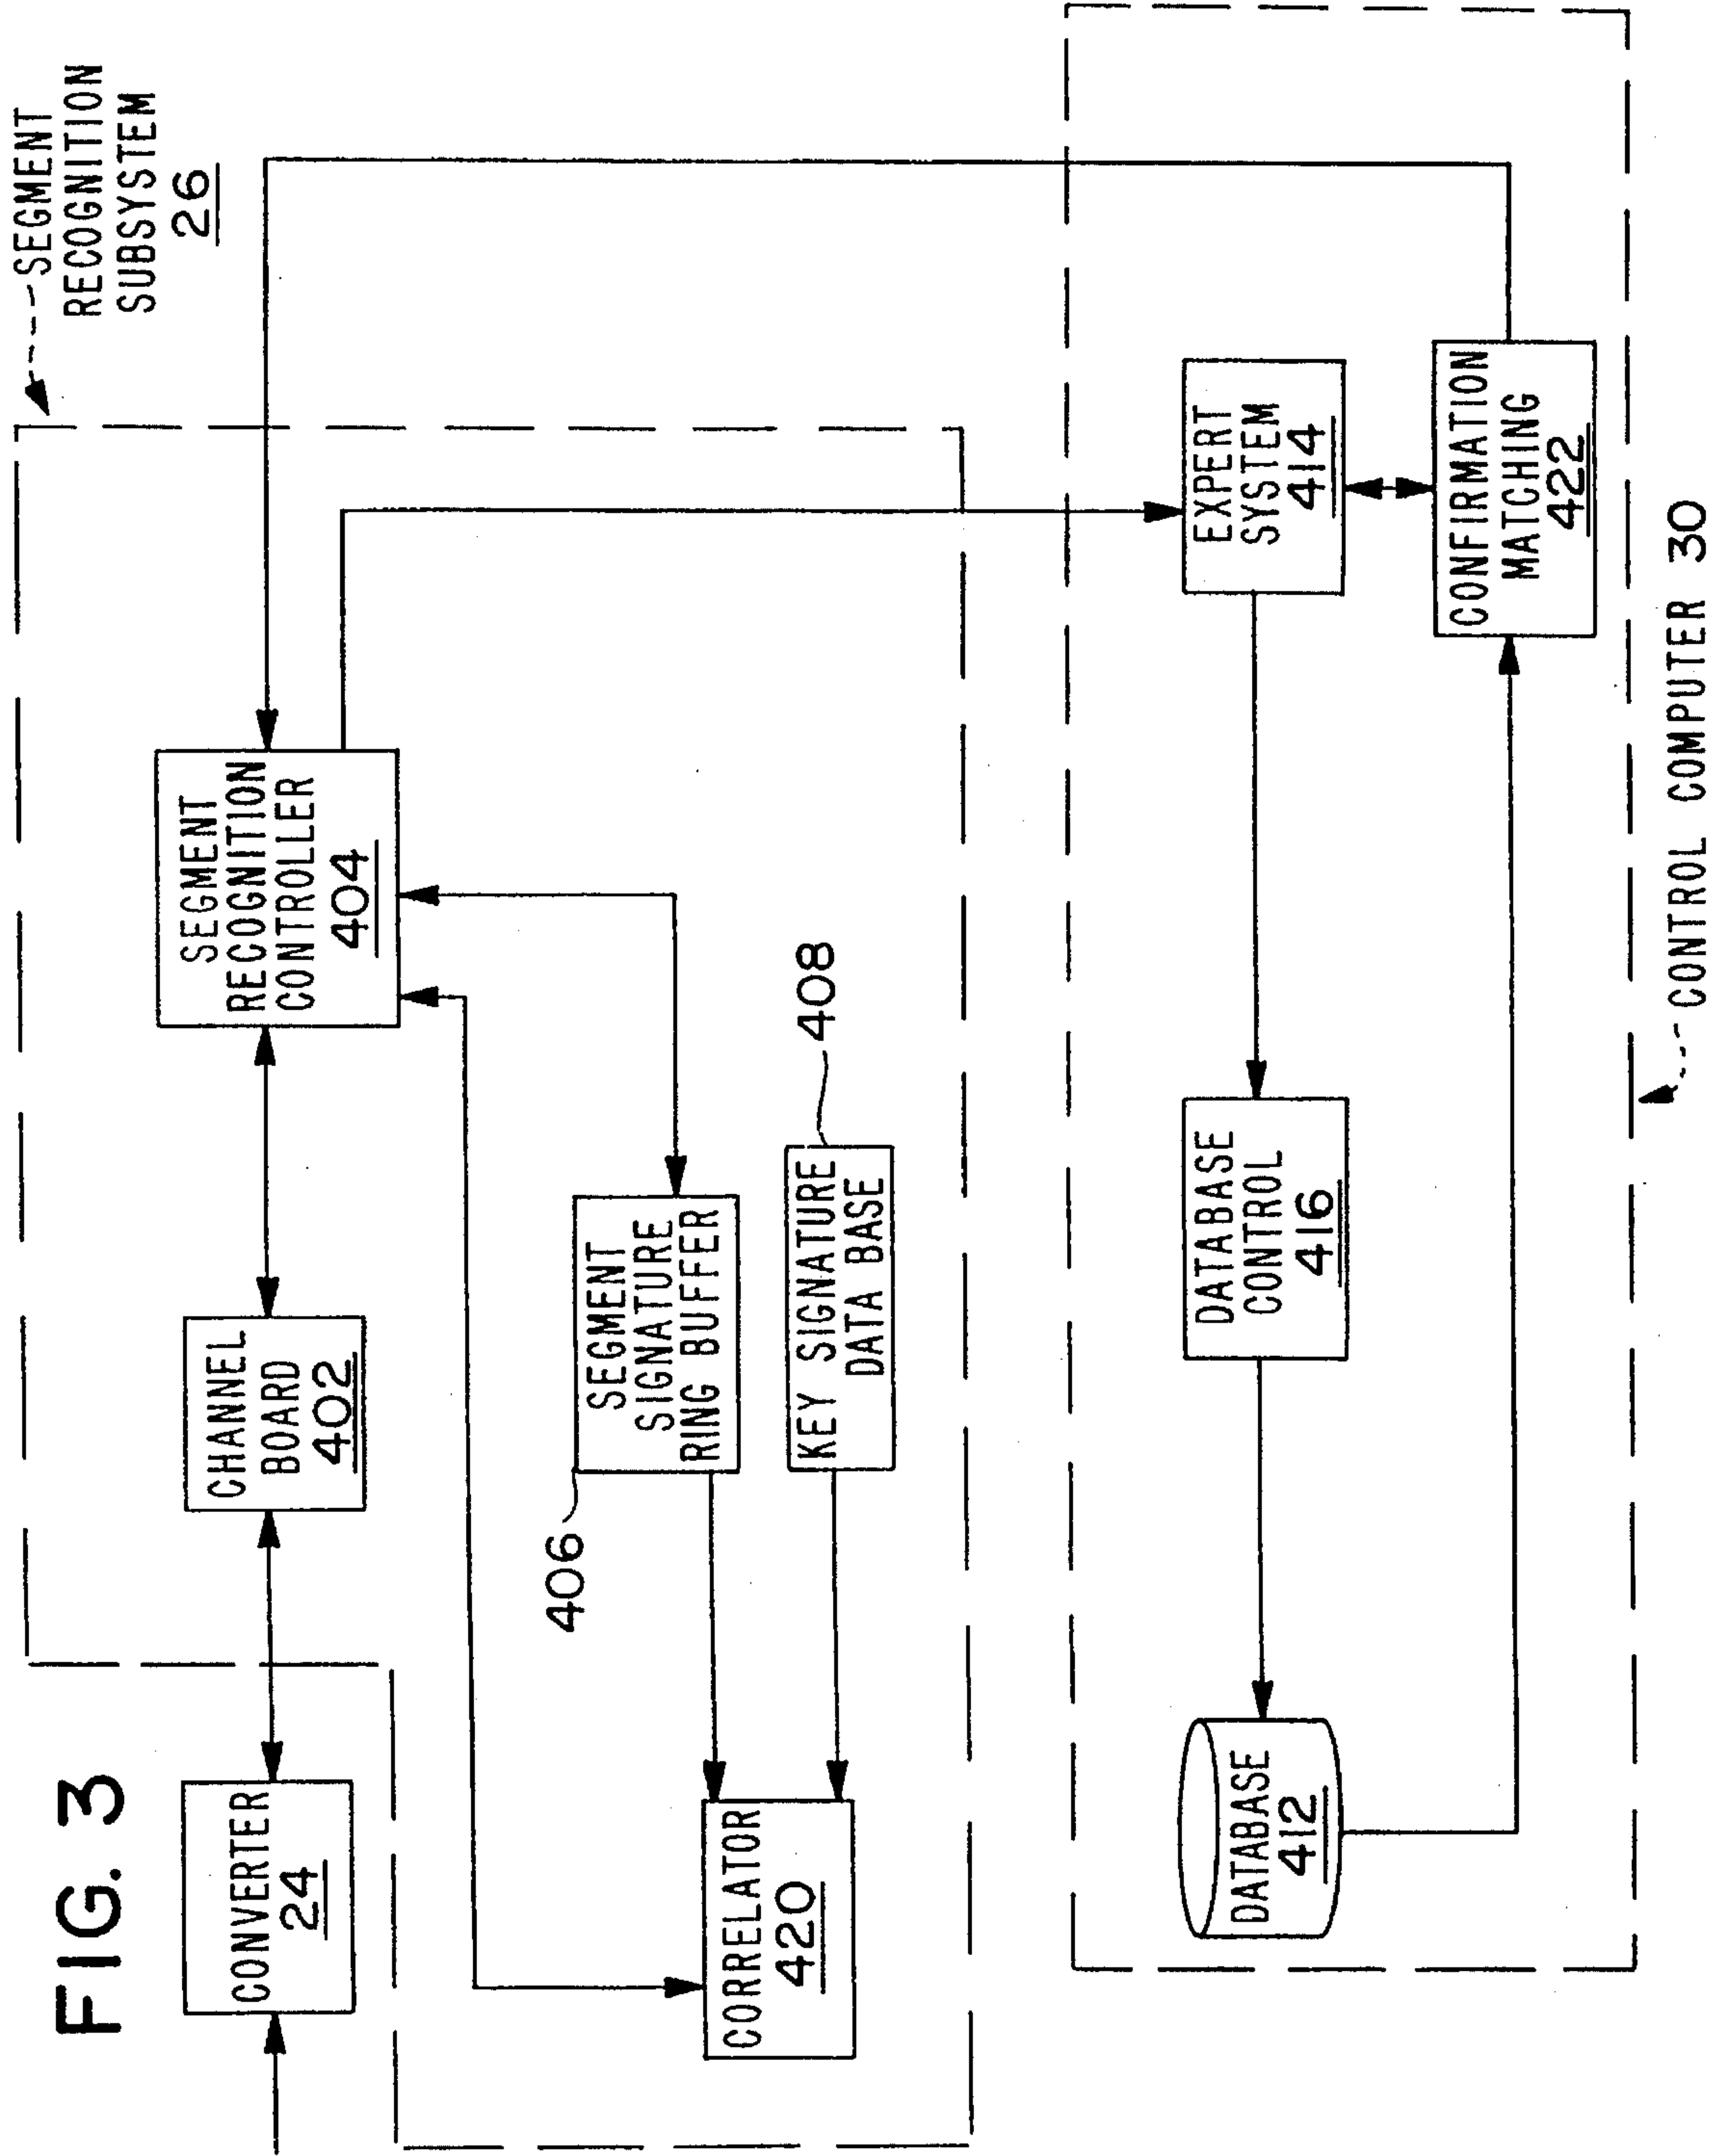 FIG. 3
SEGMENT
RECOGNITION
SUBSYSTEM
26
CONVERTER
24
CHANNEL
BOARD
402
SEGMENT
RECOGNITION
CONTROLLER
404
406
SEGMENT
SIGNATURE
RING BUFFER
408
KEY SIGNATURE
DATA BASE
CORRELATOR
420
DATABASE
412
DATABASE
CONTROL
416
EXPERT
SYSTEM
414
CONFIRMATION
MATCHING
422
CONTROL COMPUTER 30